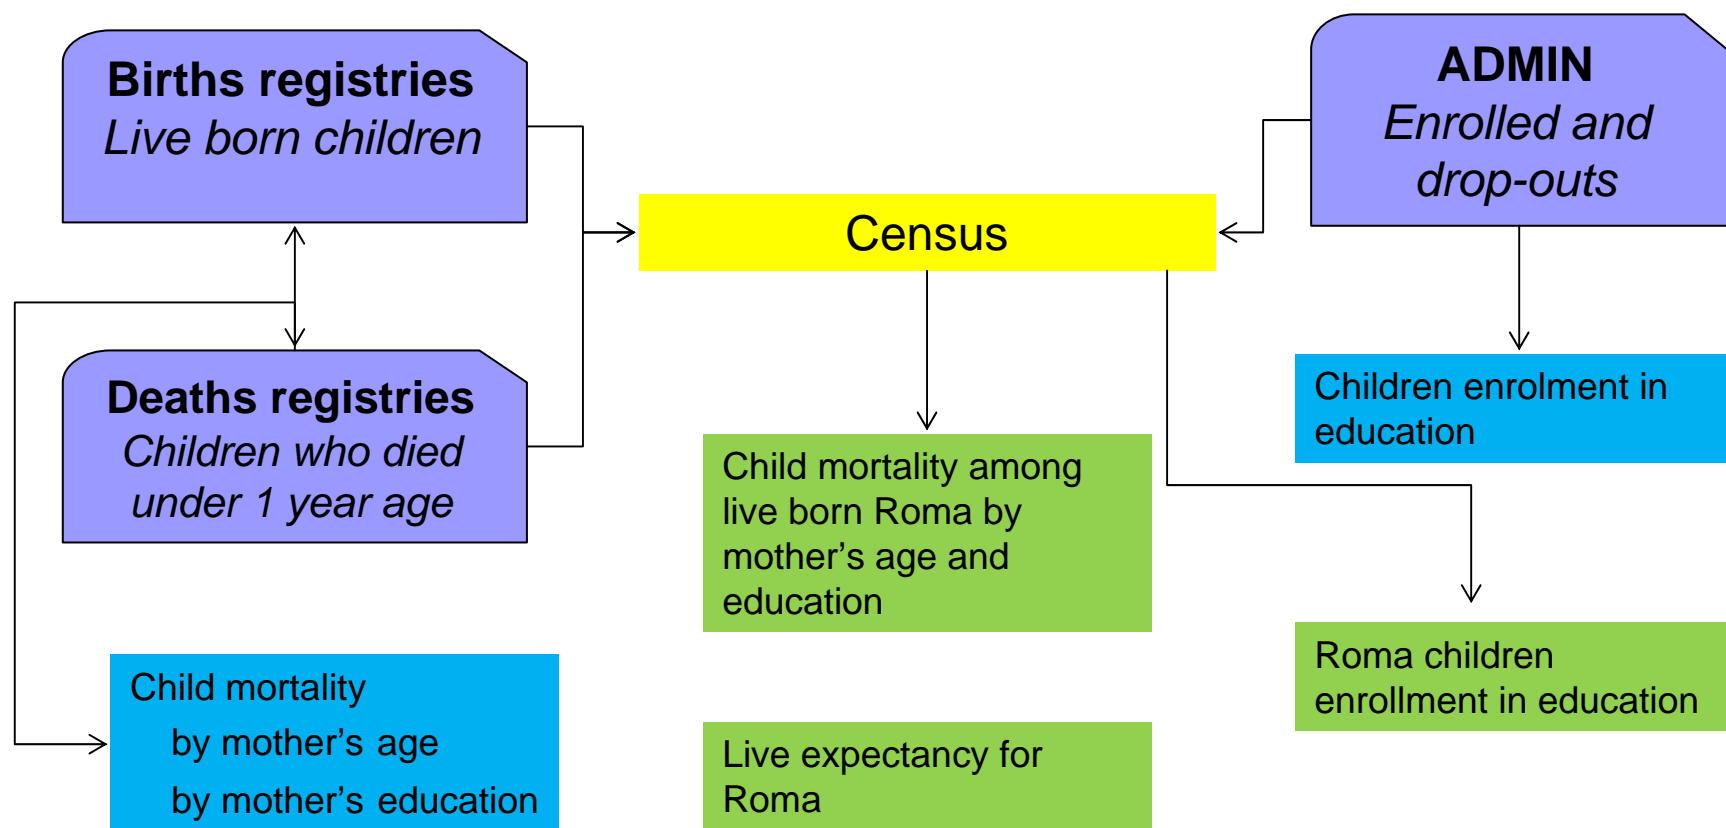 Births registries
Live born children
ADMIN
Enrolled and
drop-outs
Census
Deaths registries
Children who died
under 1 year age
Children enrolment in
education
Child mortality among
live born Roma by
mother’s age and
education
Roma children
enrollment in education
Child mortality
by mother’s age
by mother’s education
Live expectancy for
Roma